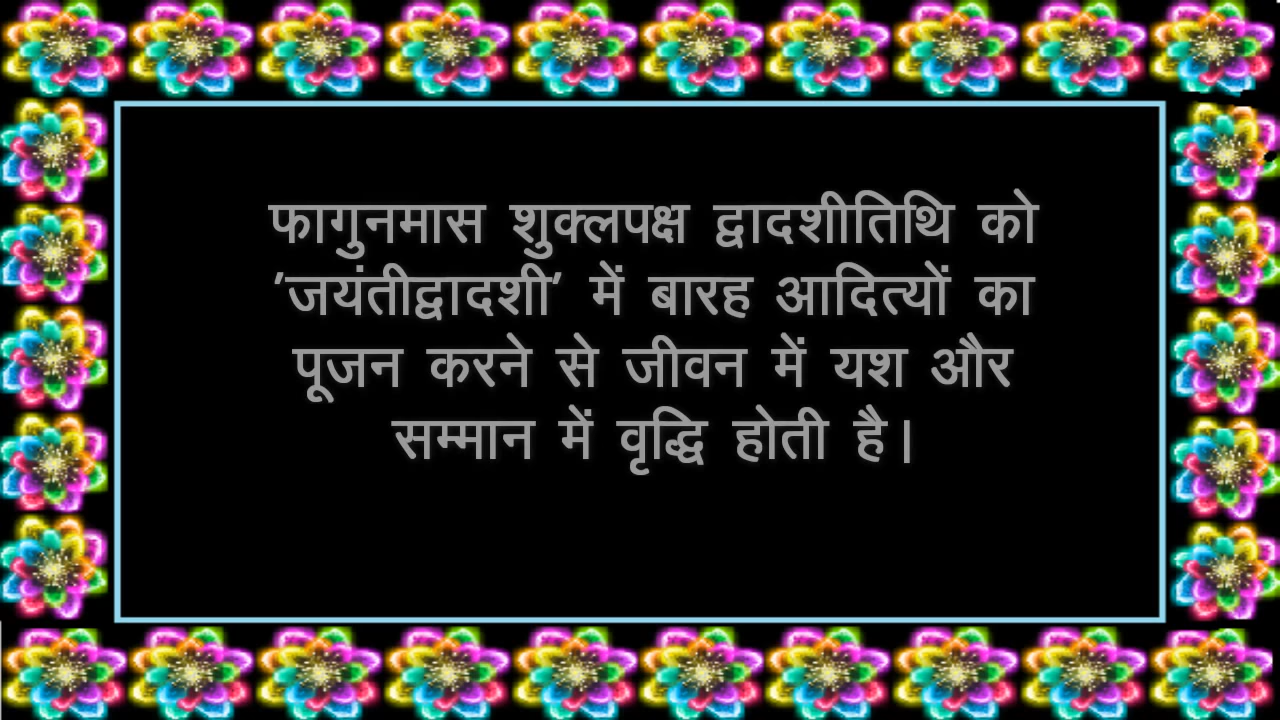 फागुनमास शुक्लपक्ष द्वादशीतिथि को
'जयंतीद्वादशी' में बारह आदित्यों का
पूजन करने से जीवन में यश और
सम्मान में वृद्धि होती है।